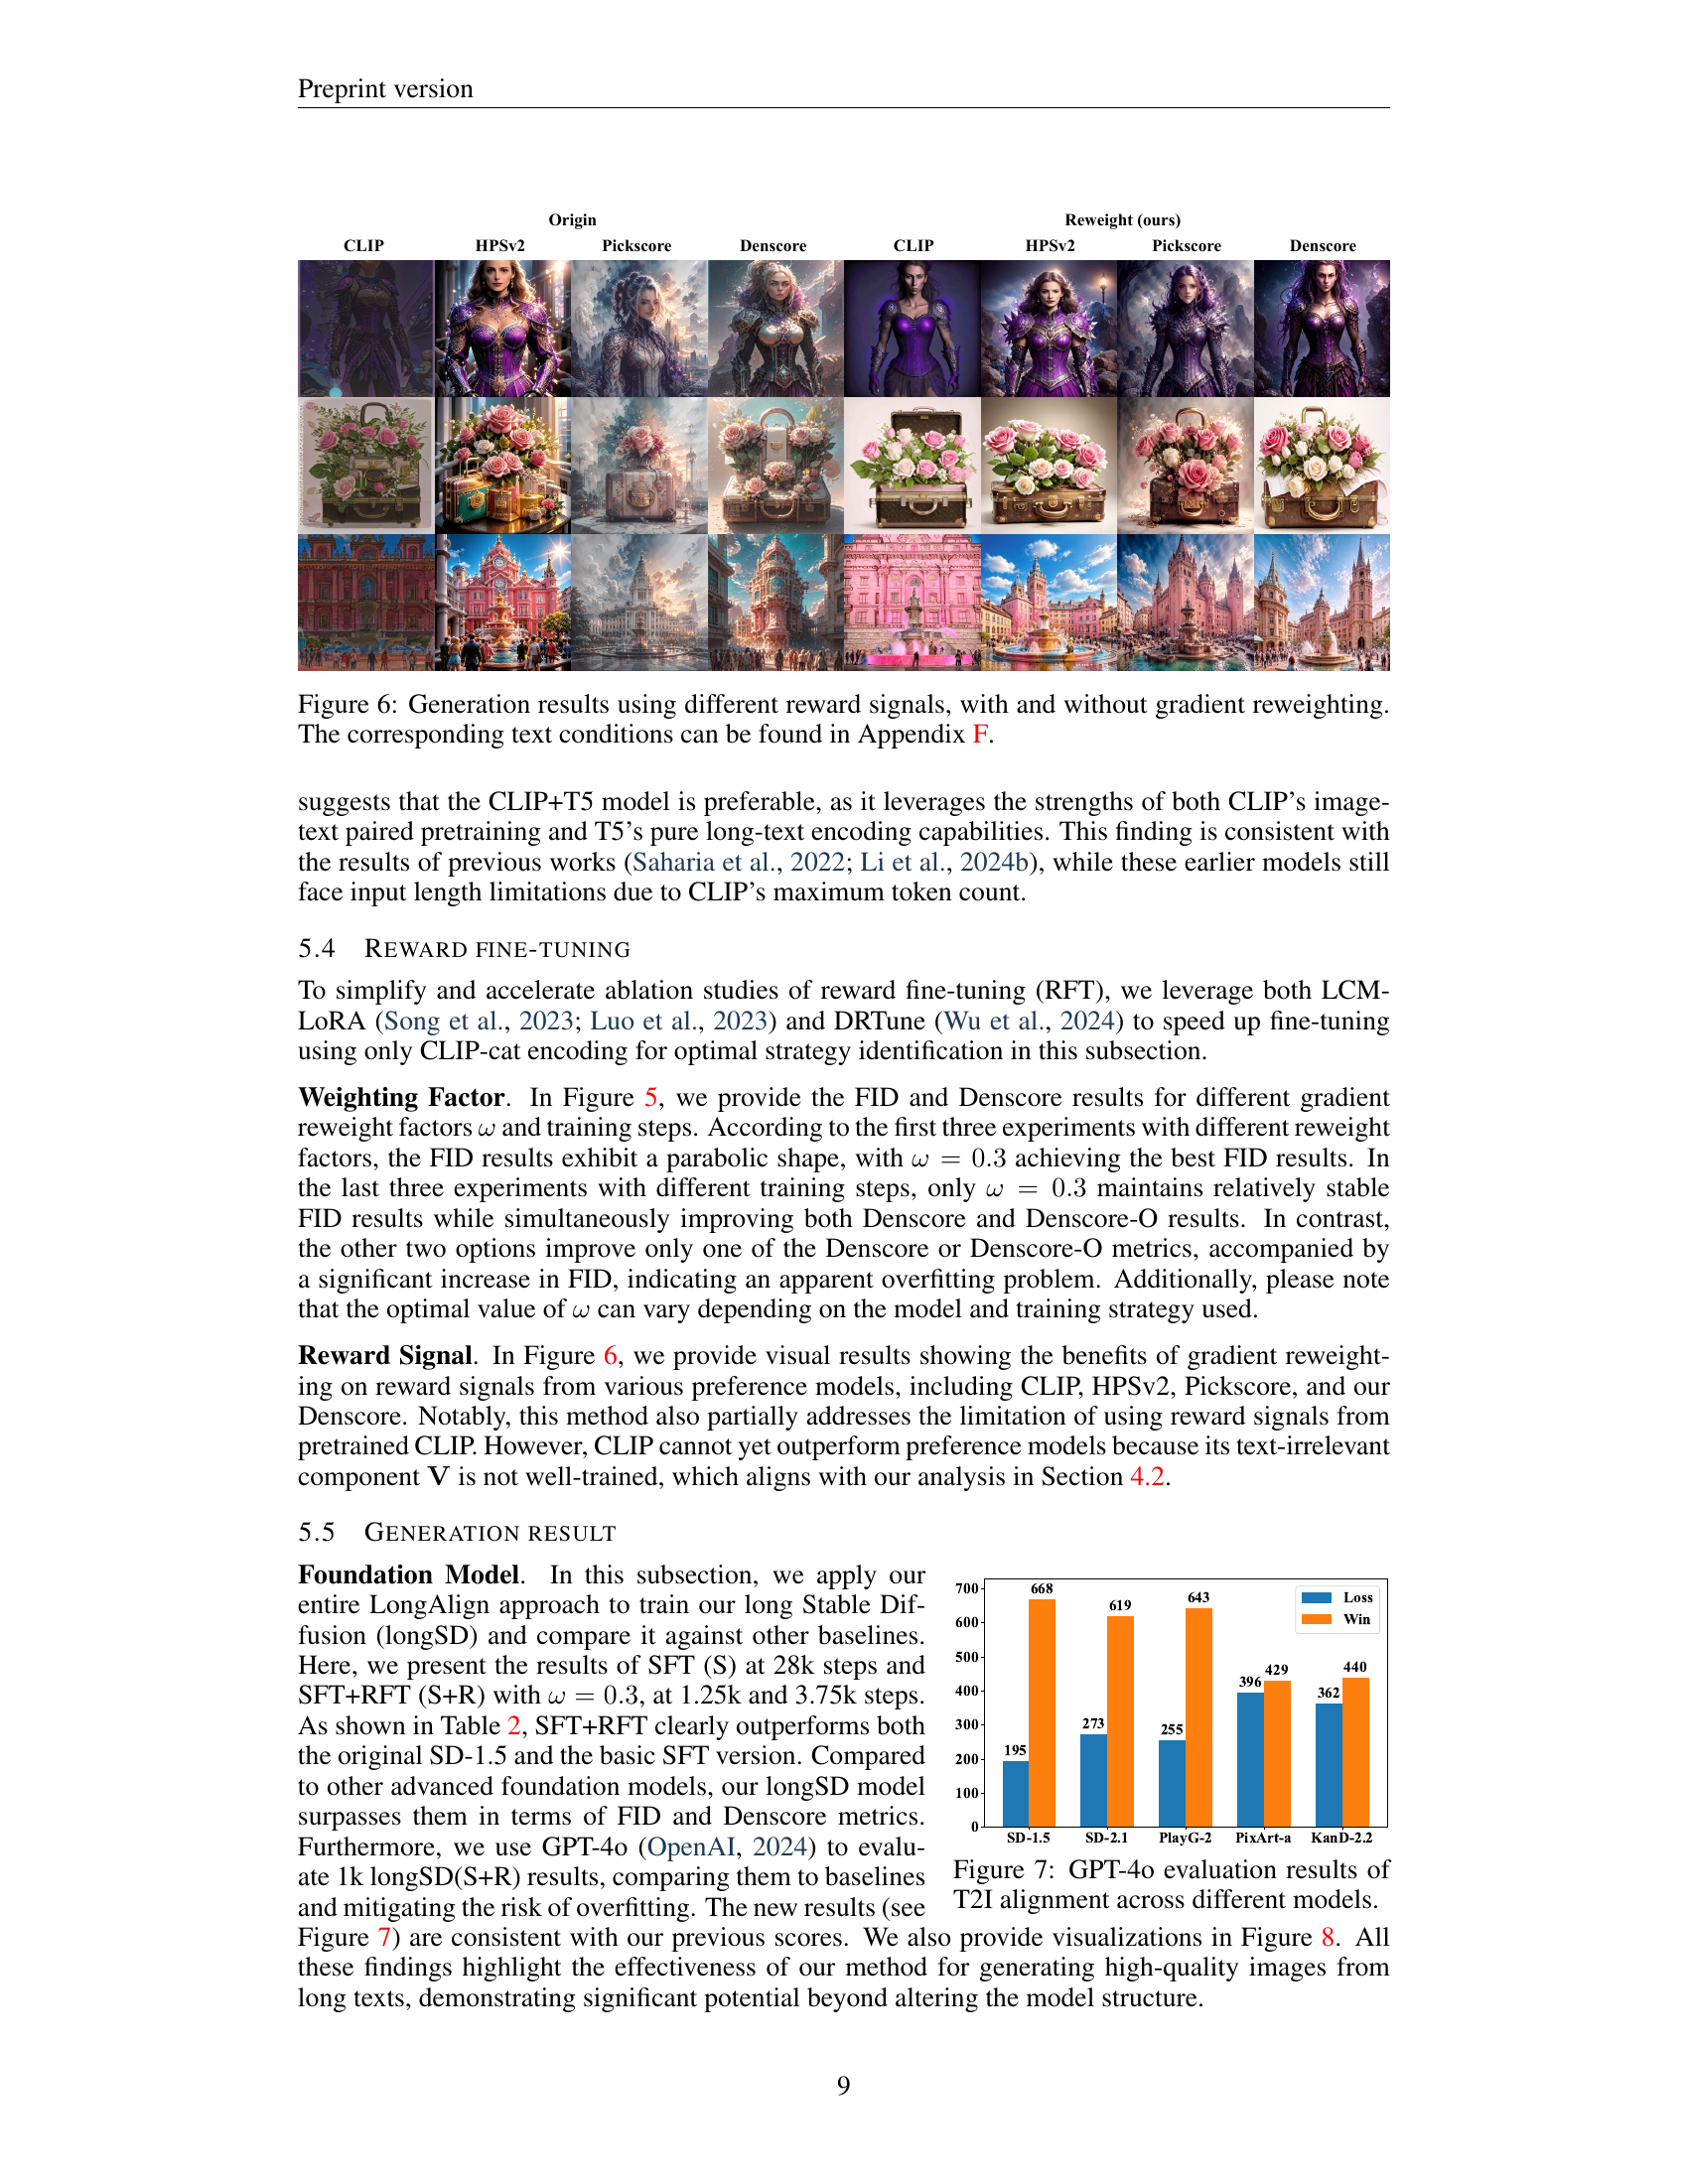 Preprint version
Origin Reweight (ours)
CLIP HPSv2 Pickscore Denscore CLIP HPSv2 Pickscore Denscore
Figure 6: Generation results using different reward signals, with and without gradient reweighting.
The corresponding text conditions can be found in Appendix F.
suggests that the CLIP+T5 model is preferable, as it leverages the strengths of both CLIP's image-
text paired pretraining and T5's pure long-text encoding capabilities. This finding is consistent with
the results of previous works (Saharia et al., 2022; Li et al., 2024b), while these earlier models still
face input length limitations due to CLIP's maximum token count.
5.4 REWARD FINE-TUNING
To simplify and accelerate ablation studies of reward fine-tuning (RFT), we leverage both LCM-
LoRA (Song et al., 2023; Luo et al., 2023) and DRTune (Wu et al., 2024) to speed up fine-tuning
using only CLIP-cat encoding for optimal strategy identification in this subsection.
Weighting Factor. In Figure 5, we provide the FID and Denscore results for different gradient
reweight factors ω and training steps. According to the first three experiments with different reweight
factors, the FID results exhibit a parabolic shape, with ω = 0.3 achieving the best FID results. In
the last three experiments with different training steps, only ω = 0.3 maintains relatively stable
FID results while simultaneously improving both Denscore and Denscore-O results. In contrast,
the other two options improve only one of the Denscore or Denscore-O metrics, accompanied by
a significant increase in FID, indicating an apparent overfitting problem. Additionally, please note
that the optimal value of ω can vary depending on the model and training strategy used.
Reward Signal. In Figure 6, we provide visual results showing the benefits of gradient reweight-
ing on reward signals from various preference models, including CLIP, HPSv2, Pickscore, and our
Denscore. Notably, this method also partially addresses the limitation of using reward signals from
pretrained CLIP. However, CLIP cannot yet outperform preference models because its text-irrelevant
component V is not well-trained, which aligns with our analysis in Section 4.2.
5.5 GENERATION RESULT
Foundation Model. In this subsection, we apply our
entire LongAlign approach to train our long Stable Dif-
fusion (longSD) and compare it against other baselines.
Here, we present the results of SFT (S) at 28k steps and
SFT+RFT (S+R) with ω = 0.3, at 1.25k and 3.75k steps.
As shown in Table 2, SFT+RFT clearly outperforms both
the original SD-1.5 and the basic SFT version. Compared
to other advanced foundation models, our longSD model
surpasses them in terms of FID and Denscore metrics.
Furthermore, we use GPT-4o (OpenAI, 2024) to evalu-
ate 1k longSD(S+R) results, comparing them to baselines
and mitigating the risk of overfitting. The new results (see
Figure 7) are consistent with our previous scores. We also provide visualizations in Figure 8. All
these findings highlight the effectiveness of our method for generating high-quality images from
long texts, demonstrating significant potential beyond altering the model structure.
700
600
500
400
300
200
100
0
668
619
643
396 429
440
362
195
273
255
Loss
Win
SD-1.5 SD-2.1 PlayG-2 PixArt-a KanD-2.2
Figure 7: GPT-4o evaluation results of
T2I alignment across different models.
9